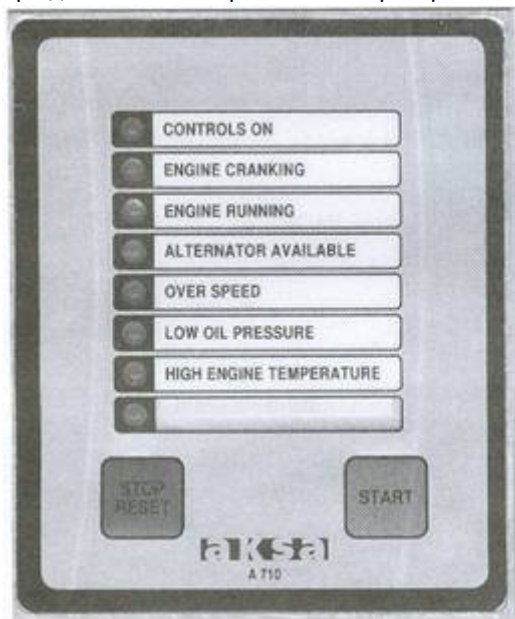 CONTROLS ON
ENGINE CRANKING
ENGINE RUNNING
ALTERNATOR AVAILABLE
OVER SPEED
LOW OIL PRESSURE
HIGH ENGINE TEMPERATURE
STOP
RESET
START
aksa
A 710